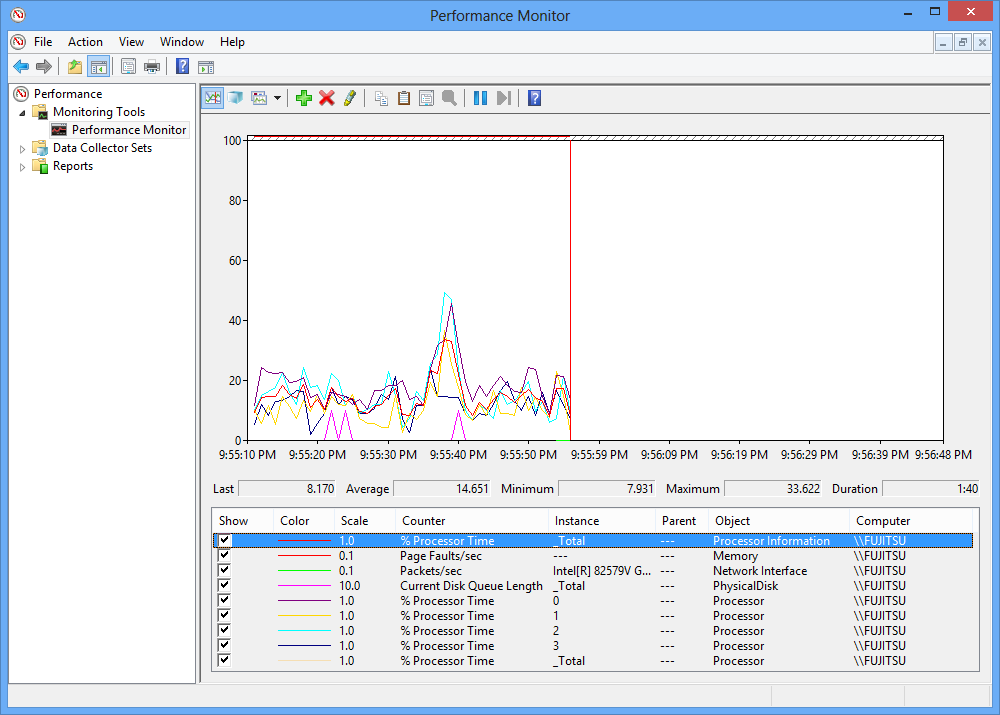 Performance Monitor
File Action View Window Help
Performance
Monitoring Tools
Performance Monitor
Data Collector Sets
Reports
100
80
60
40
20
0
9:55:10 PM 9:55:20 PM 9:55:30 PM 9:55:40 PM 9:55:50 PM 9:55:59 PM 9:56:09 PM 9:56:19 PM 9:56:29 PM 9:56:39 PM 9:56:48 PM
Last 8.170 Average 14.651 Minimum 7.931 Maximum 33.622 Duration 1:40
Show Color Scale Counter Instance Parent Object Computer
1.0 % Processor Time _Total --- Processor Information \\FUJITSU
0.1 Page Faults/sec --- --- Memory \\FUJITSU
0.1 Packets/sec Intel[R] 82579V G... --- Network Interface \\FUJITSU
10.0 Current Disk Queue Length _Total --- PhysicalDisk \\FUJITSU
1.0 % Processor Time 0 --- Processor \\FUJITSU
1.0 % Processor Time 1 --- Processor \\FUJITSU
1.0 % Processor Time 2 --- Processor \\FUJITSU
1.0 % Processor Time 3 --- Processor \\FUJITSU
1.0 % Processor Time _Total --- Processor \\FUJITSU